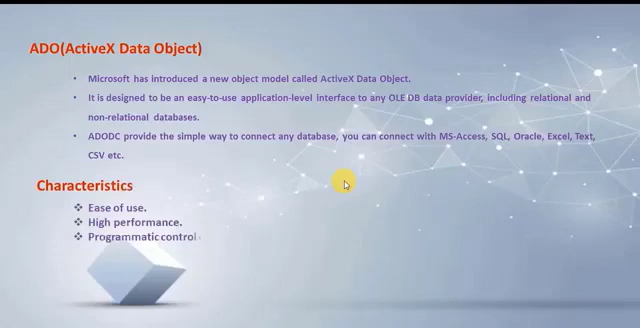 ADO(ActiveX Data Object)
• Microsoft has introduced a new object model called ActiveX Data Object.
• It is designed to be an easy-to-use application-level interface to any OLE DB data provider, including relational and
non-relational databases.
• ADODC provide the simple way to connect any database, you can connect with MS-Access, SQL, Oracle, Excel, Text,
CSV etc.
Characteristics
❖ Ease of use.
❖ High performance.
❖ Programmatic control